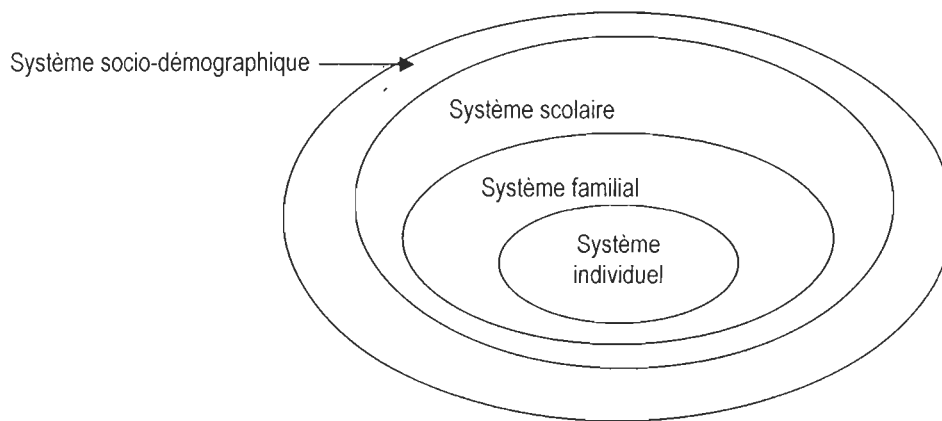 Système socio-démographique
Système scolaire
Système familial
Système
individuel